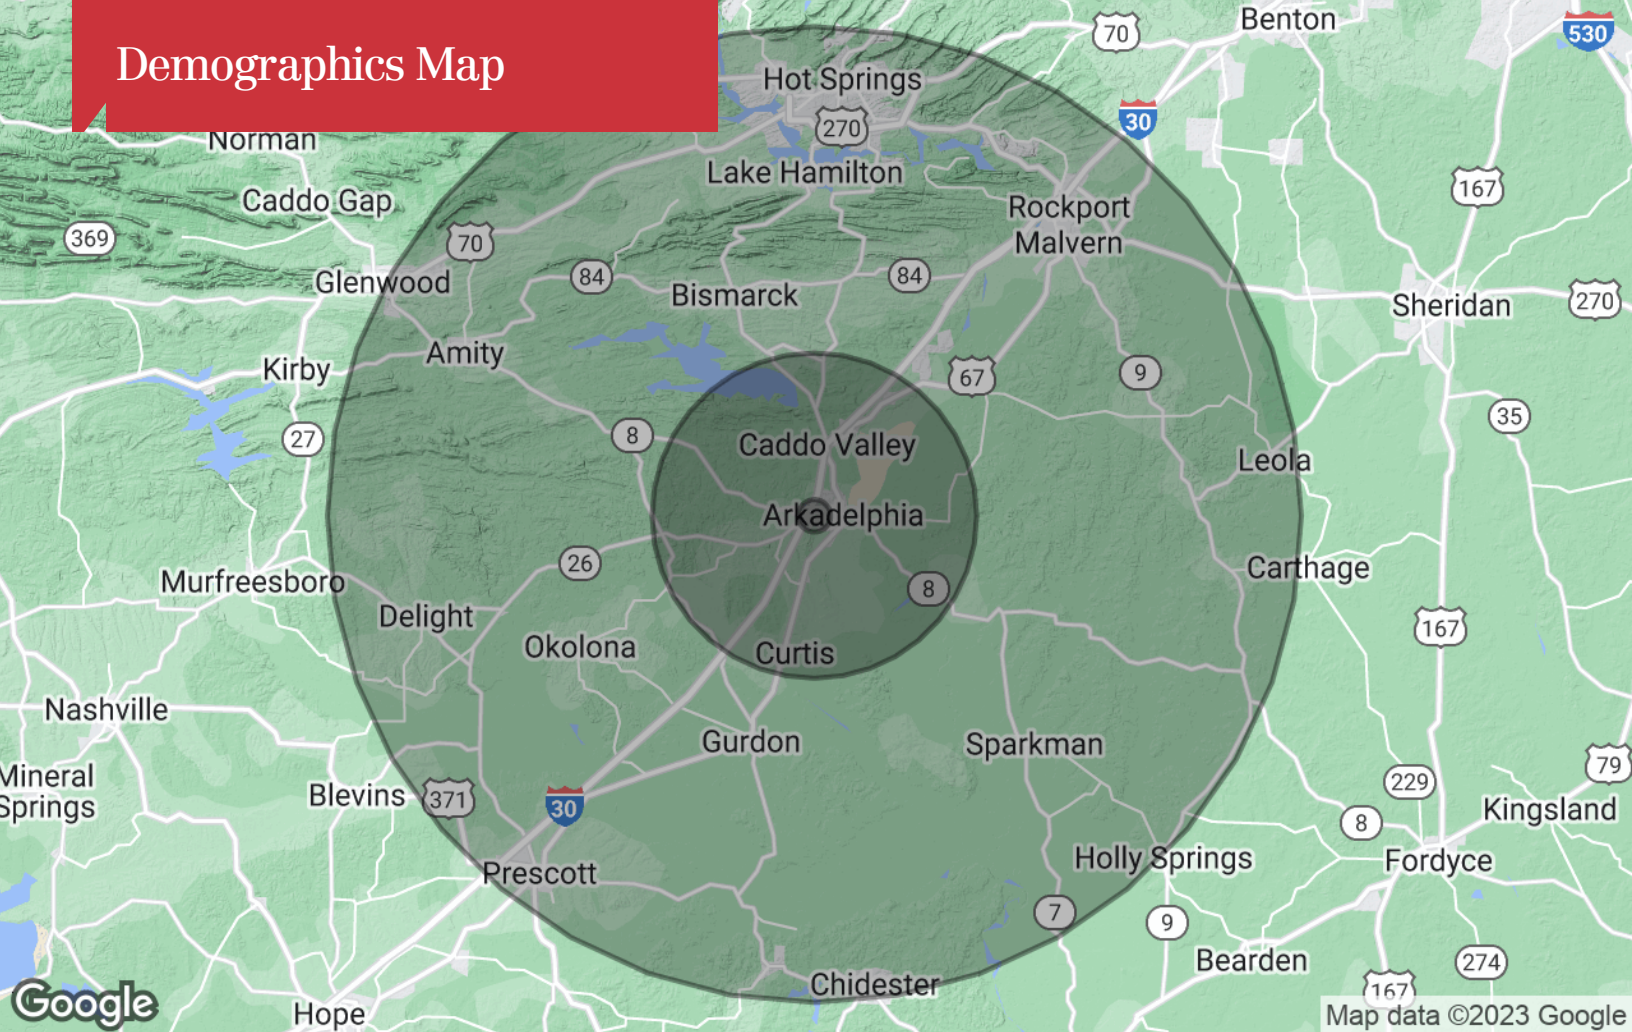 Demographics Map
Benton
70
530
Hot Springs
30
270
Norman
Lake Hamilton
167
Caddo Gap
Rockport
Malvern
369
70
Glenwood
84
84
Bismarck
270
Sheridan
Amity
Kirby
67
9
35
8
27
Caddo Valley
Leola
Arkadelphia
26
Carthage
Murfreesboro
8
Delight
167
Okolona
Curtis
Nashville
Gurdon
Sparkman
79
Mineral
Springs
229
Blevins
371
30
Kingsland
8
Holly Springs
Fordyce
Prescott
7
9
Bearden
274
Chidester
167
Google
Hope
Map data ©2023 Google